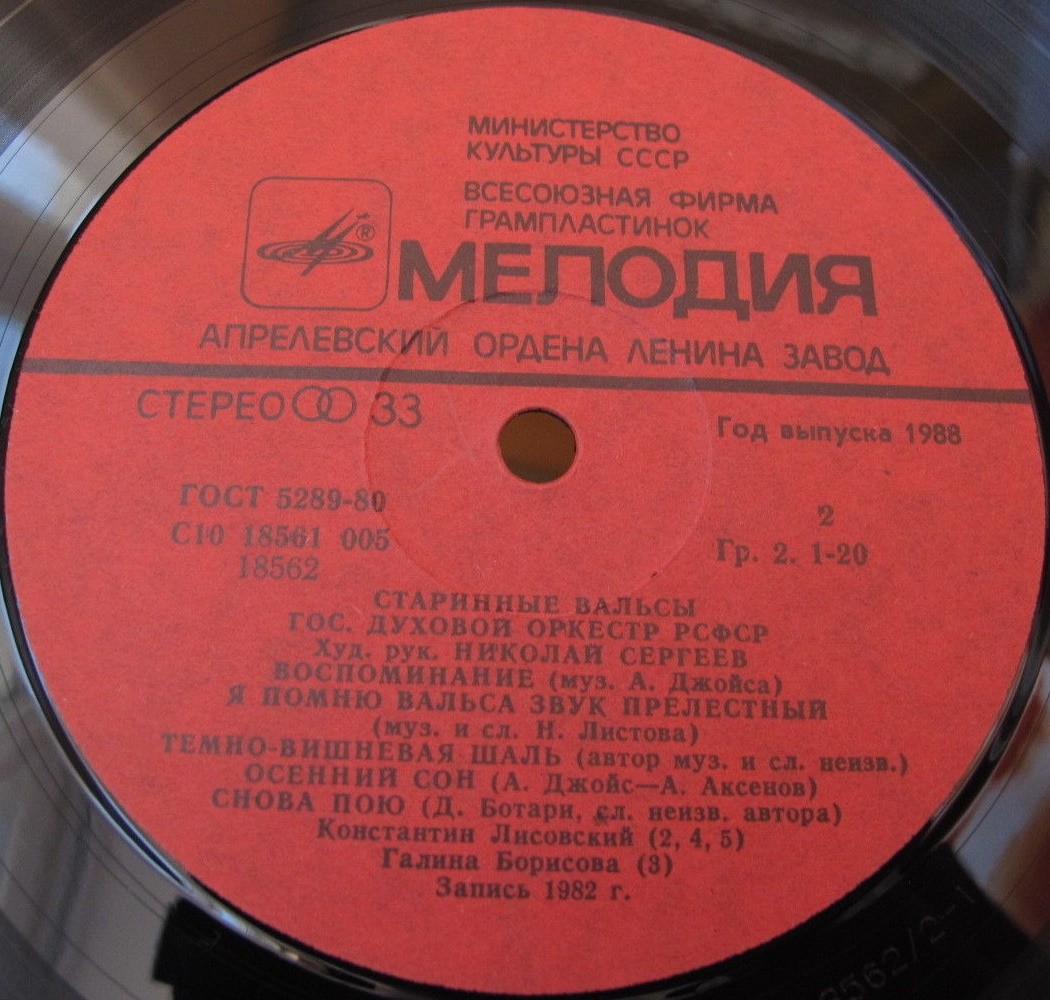 МИНИСТЕРСТВО
КУЛЬТУРЫ СССР
ВСЕСОЮЗНАЯ ФИРМА
ГРАМПЛАСТИНОК
®
МЕЛОДИЯ
АПРЕЛЕВСКИЙ ОРДЕНА ЛЕНИНА ЗАВОД
СТЕРЕО 33
Год выпуска 1988
ГОСТ 5289-80
С10 18561 005
18562
2
Гр. 2. 1-20
СТАРИННЫЕ ВАЛЬСЫ
ГОС. ДУХОВОЙ ОРКЕСТР РСФСР
Худ. рук. НИКОЛАЙ СЕРГЕЕВ
ВОСПОМИНАНИЕ (муз. А. Джойса)
Я ПОМНЮ ВАЛЬСА ЗВУК ПРЕЛЕСТНЫЙ
(муз. и сл. Н. Листова)
ТЕМНО-ВИШНЕВАЯ ШАЛЬ (автор муз. и сл. неизв.)
ОСЕННИЙ СОН (А. Джойс—А. Аксенов)
СНОВА ПОЮ (Д. Ботари, сл. неизв. автора)
Константин Лисовский (2, 4, 5)
Галина Борисова (3)
Запись 1982 г.